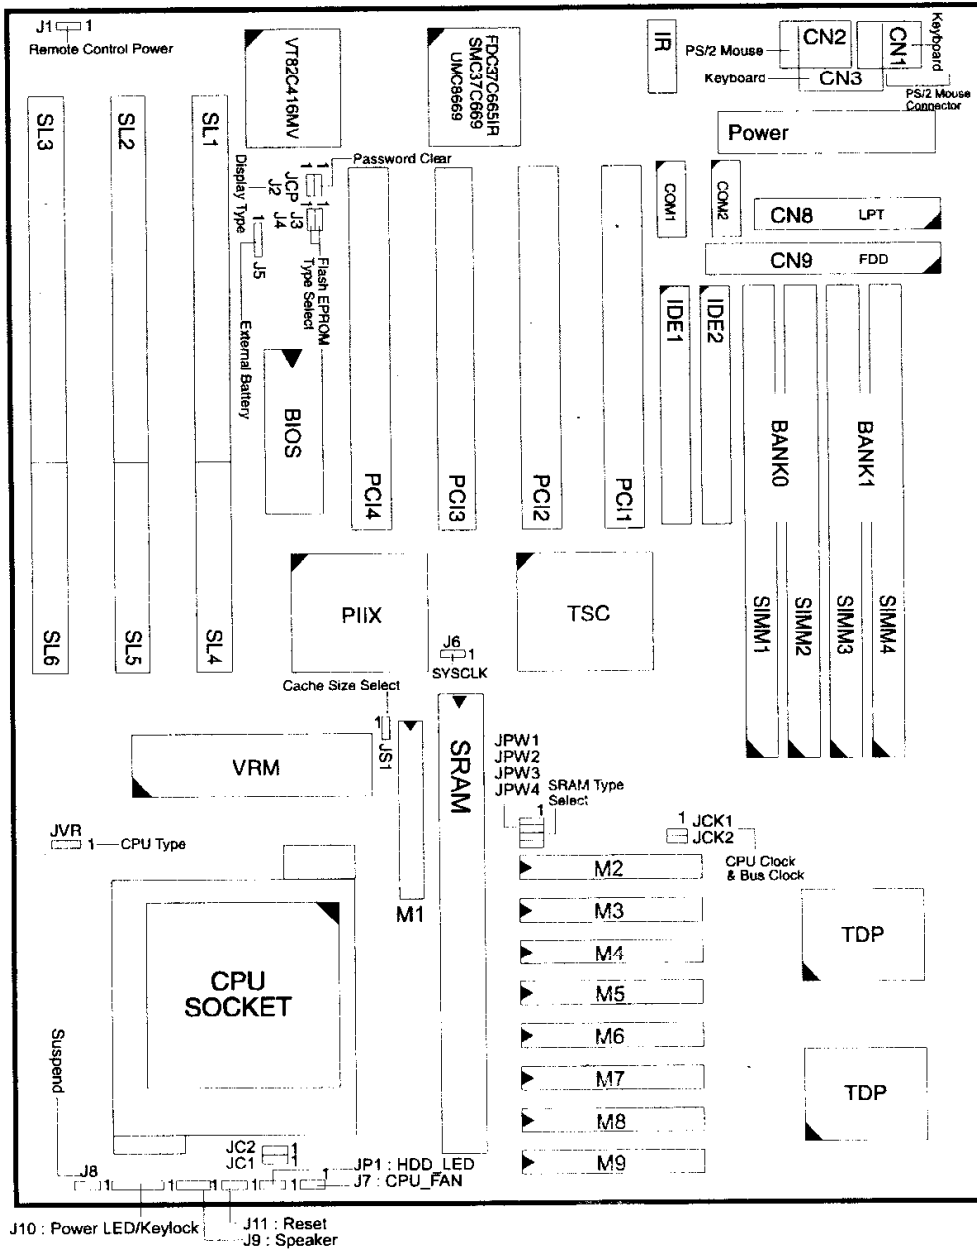 J1 1
Remote Control Power
VT82C416MV
FDC37C665IR
SMC37C669
UMC8669
IR
PS/2 Mouse
CN2
CN1
Keyboard
Keyboard
CN3
PS/2 Mouse
Connector
Power
SL3
SL2
SL1
Display Type
J2
JCP
1 1
Password Clear
J4
J3
1 1
1
J5
Flash EPROM
Type Select
External Battery
COM1
COM2
CN8 LPT
CN9 FDD
IDE1
IDE2
BIOS
BANK0
BANK1
PCI4
PCI3
PCI2
PCI1
SL6
SL5
SL4
PIIX
TSC
SIMM1
SIMM2
SIMM3
SIMM4
J6
1
SYSCLK
Cache Size Select
1
JS1
SRAM
VRM
JPW1
JPW2
JPW3
JPW4
SRAM Type
Select
1
JVR
1 CPU Type
1 JCK1
JCK2
CPU Clock
& Bus Clock
M1
M2
M3
M4
M5
M6
M7
M8
M9
TDP
TDP
CPU
SOCKET
Suspend
JC2 1
JC1 1
JP1 : HDD_LED
J7 : CPU_FAN
J8
1 1 1 1 1 1
J10 : Power LED/Keylock
J11 : Reset
J9 : Speaker